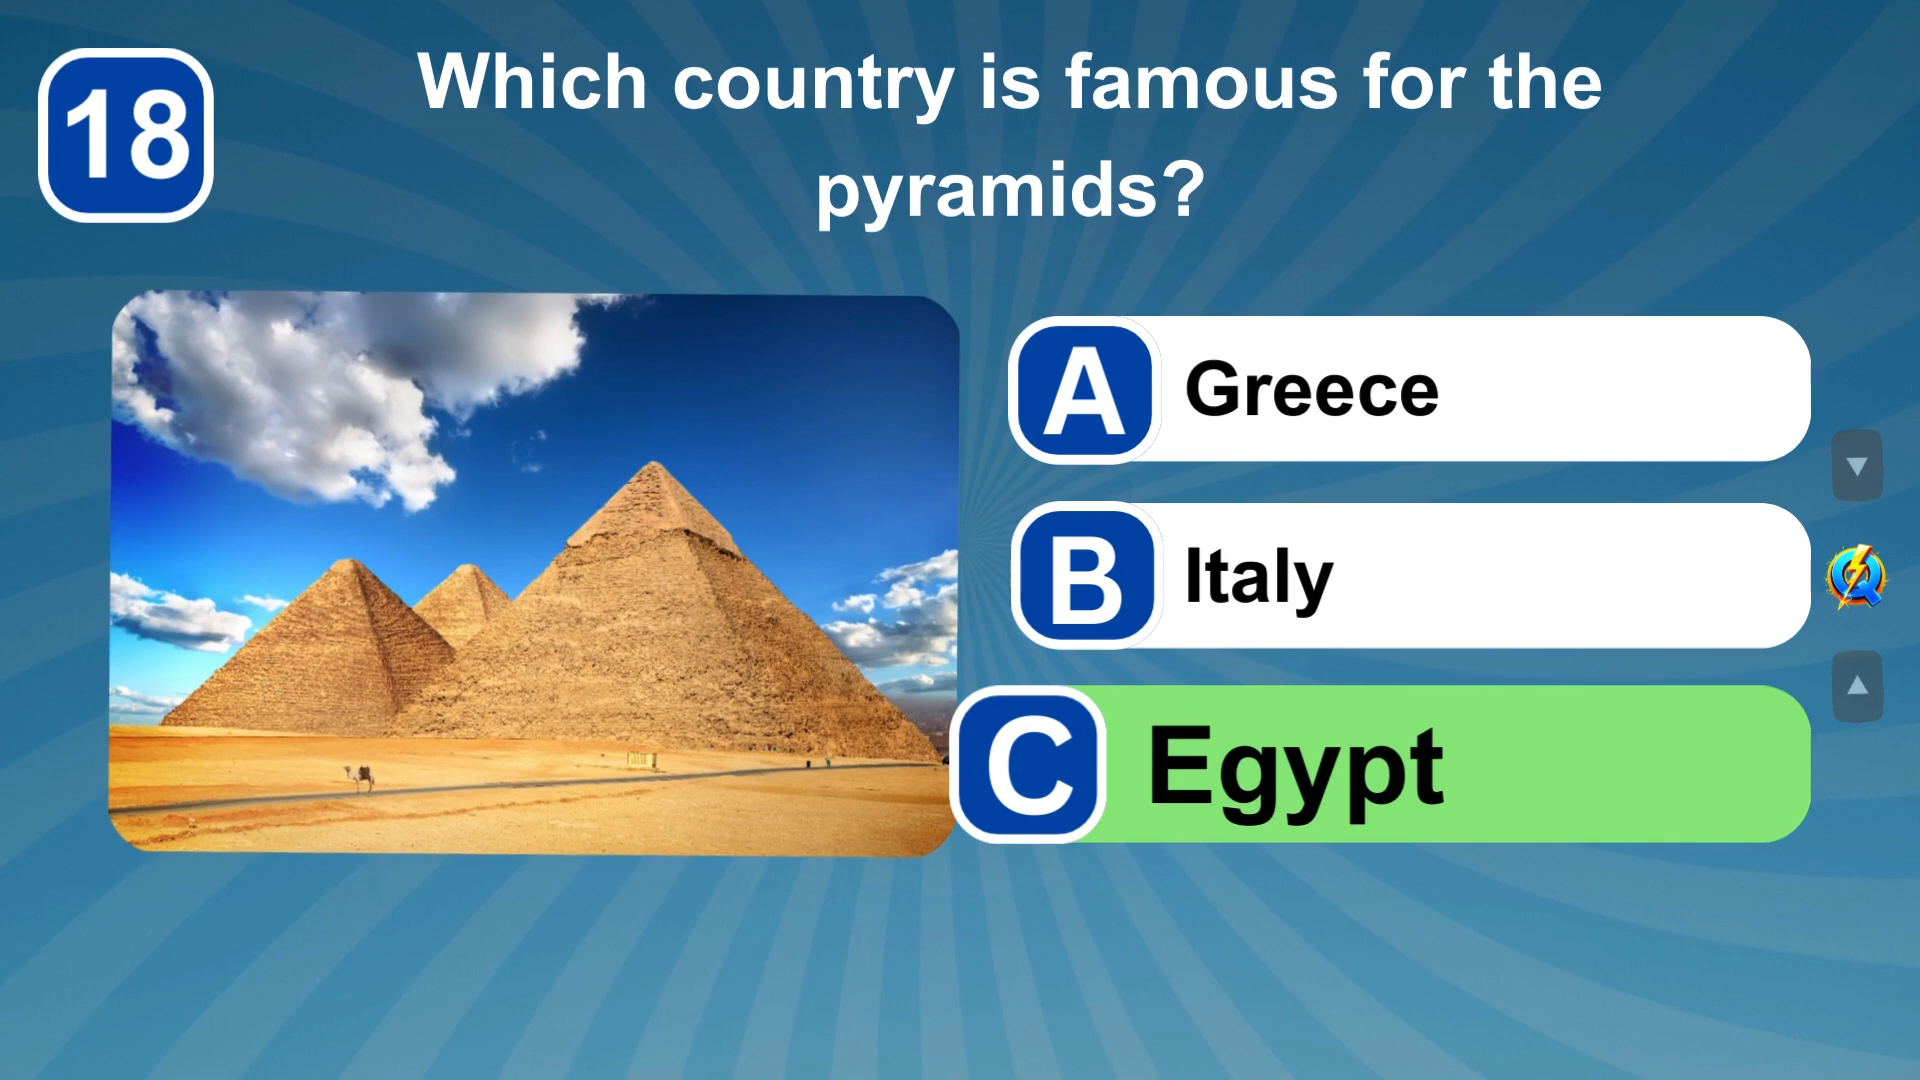 18
Which country is famous for the
pyramids?
A Greece
B Italy
C Egypt